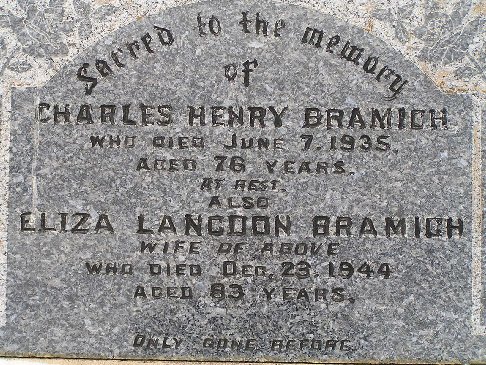 Sacred to the memory
of
CHARLES HENRY BRAMICH
WHO DIED JUNE 7. 1935.
AGED 76 YEARS.
AT REST.
ALSO
ELIZA LANGDON BRAMICH
WIFE OF ABOVE
WHO DIED DEC. 23. 1944
AGED 83 YEARS.
ONLY GONE BEFORE